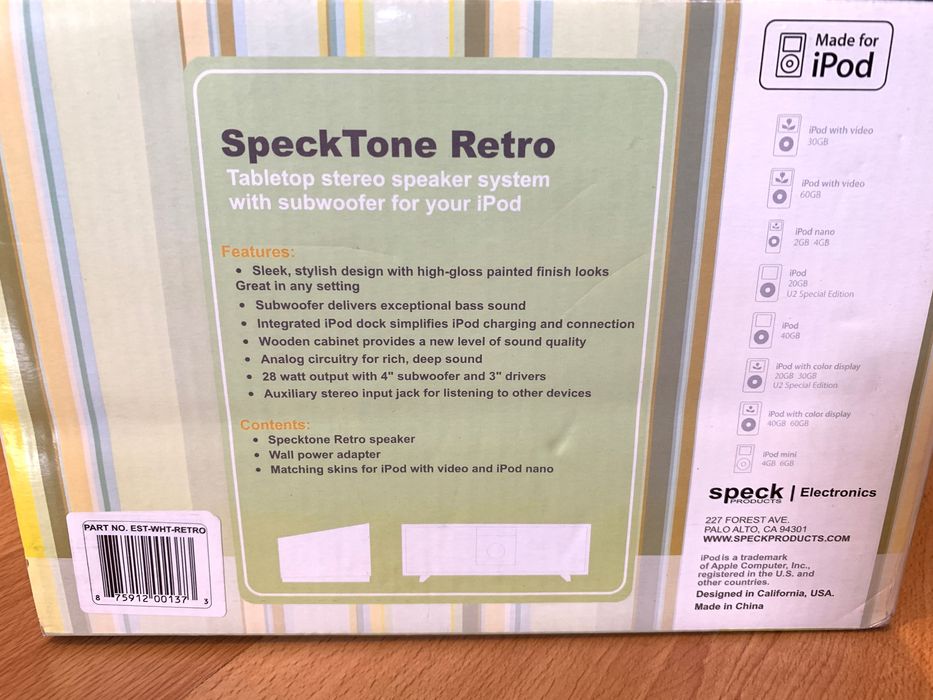 SpeckTone Retro
Tabletop stereo speaker system
with subwoofer for your iPod
Features:
• Sleek, stylish design with high-gloss painted finish looks
Great in any setting
• Subwoofer delivers exceptional bass sound
• Integrated iPod dock simplifies iPod charging and connection
• Wooden cabinet provides a new level of sound quality
• Analog circuitry for rich, deep sound
• 28 watt output with 4" subwoofer and 3" drivers
• Auxiliary stereo input jack for listening to other devices
Contents:
• Specktone Retro speaker
• Wall power adapter
• Matching skins for iPod with video and iPod nano
PART NO. EST-WHT-RETRO
8 75912 00137 3
Made for
iPod
iPod with video
30GB
iPod with video
60GB
iPod nano
2GB 4GB
iPod
20GB
U2 Special Edition
iPod
40GB
iPod with color display
20GB 30GB
U2 Special Edition
iPod with color display
40GB 60GB
iPod mini
4GB 6GB
speck | Electronics
PRODUCTS
227 FOREST AVE.
PALO ALTO, CA 94301
WWW.SPECKPRODUCTS.COM
iPod is a trademark
of Apple Computer, Inc.,
registered in the U.S. and
other countries.
Designed in California, USA.
Made in China